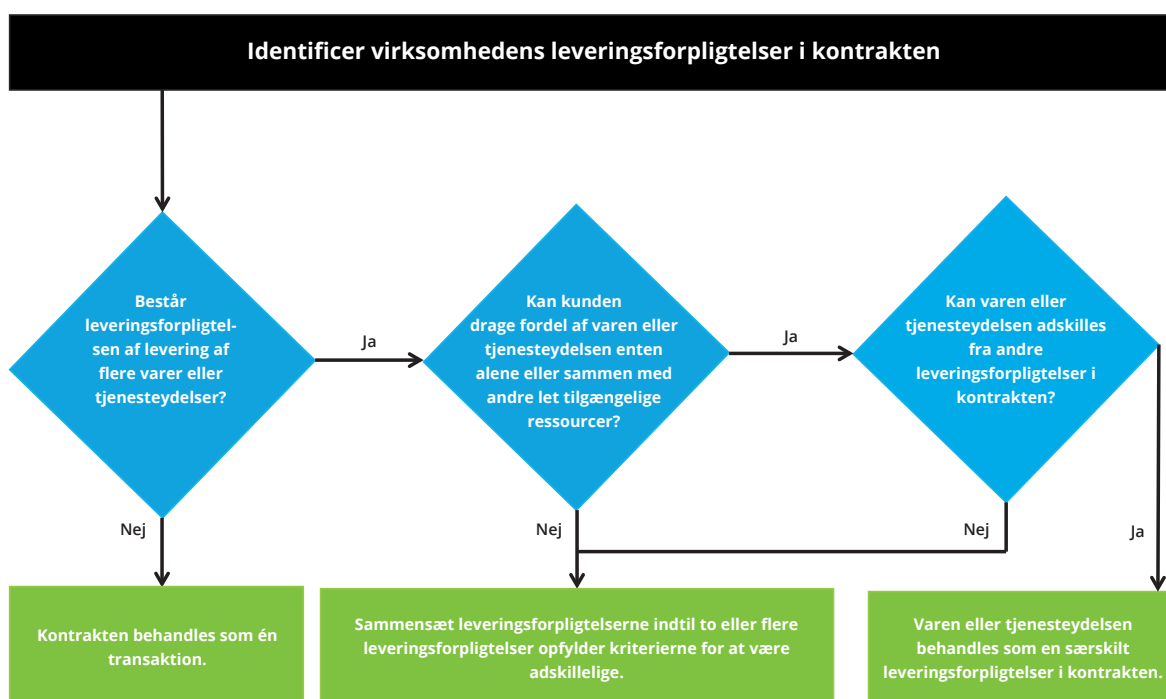 Identificer virksomhedens leveringsforpligtelser i kontrakten
Består
leveringsforpligtel-
sen af levering af
flere varer eller
tjenesteydelser?
Ja
Kan kunden
drage fordel af varen eller
tjenesteydelsen enten
alene eller sammen med
andre let tilgængelige
ressourcer?
Ja
Kan varen eller
tjenesteydelsen adskilles
fra andre
leveringsforpligtelser i
kontrakten?
Nej
Nej
Nej
Ja
Kontrakten behandles som én
transaktion.
Sammensæt leveringsforpligtelserne indtil to eller flere
leveringsforpligtelser opfylder kriterierne for at være
adskillelige.
Varen eller tjenesteydelsen
behandles som en særskilt
leveringsforpligtelser i kontrakten.